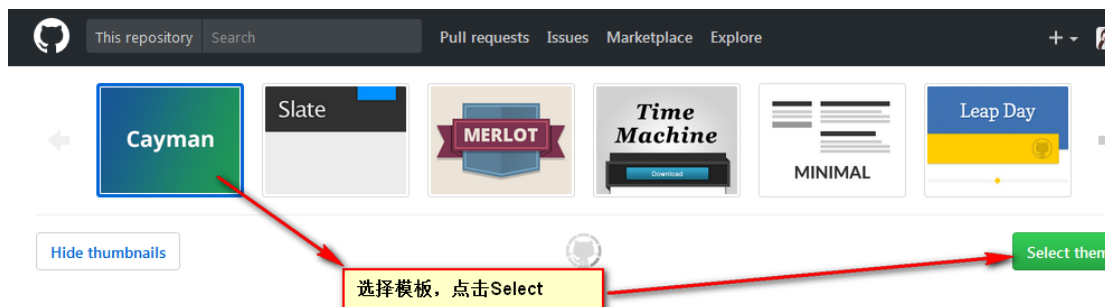 This repository Search Pull requests Issues Marketplace Explore
Cayman
Slate
MERLOT
Time
Machine
Download
MINIMAL
Leap Day
Hide thumbnails
Select them
选择模板，点击Select